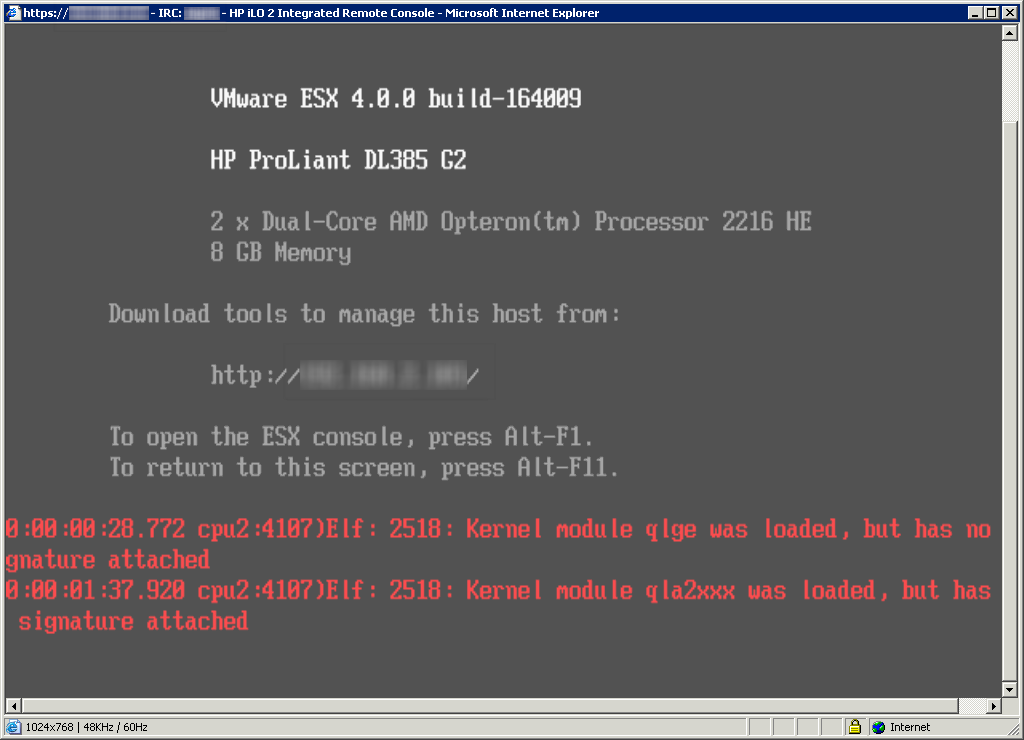 https:// - IRC: - HP iLO 2 Integrated Remote Console - Microsoft Internet Explorer
VMware ESX 4.0.0 build-164009
HP ProLiant DL385 G2
2 x Dual-Core AMD Opteron(tm) Processor 2216 HE
8 GB Memory
Download tools to manage this host from:
http:// /
To open the ESX console, press Alt-F1.
To return to this screen, press Alt-F11.
0:00:00:28.772 cpu2:4107)Elf: 2518: Kernel module qlge was loaded, but has no
gnature attached
0:00:01:37.920 cpu2:4107)Elf: 2518: Kernel module qla2xxx was loaded, but has
signature attached
1024x768 | 48KHz / 60Hz
Internet